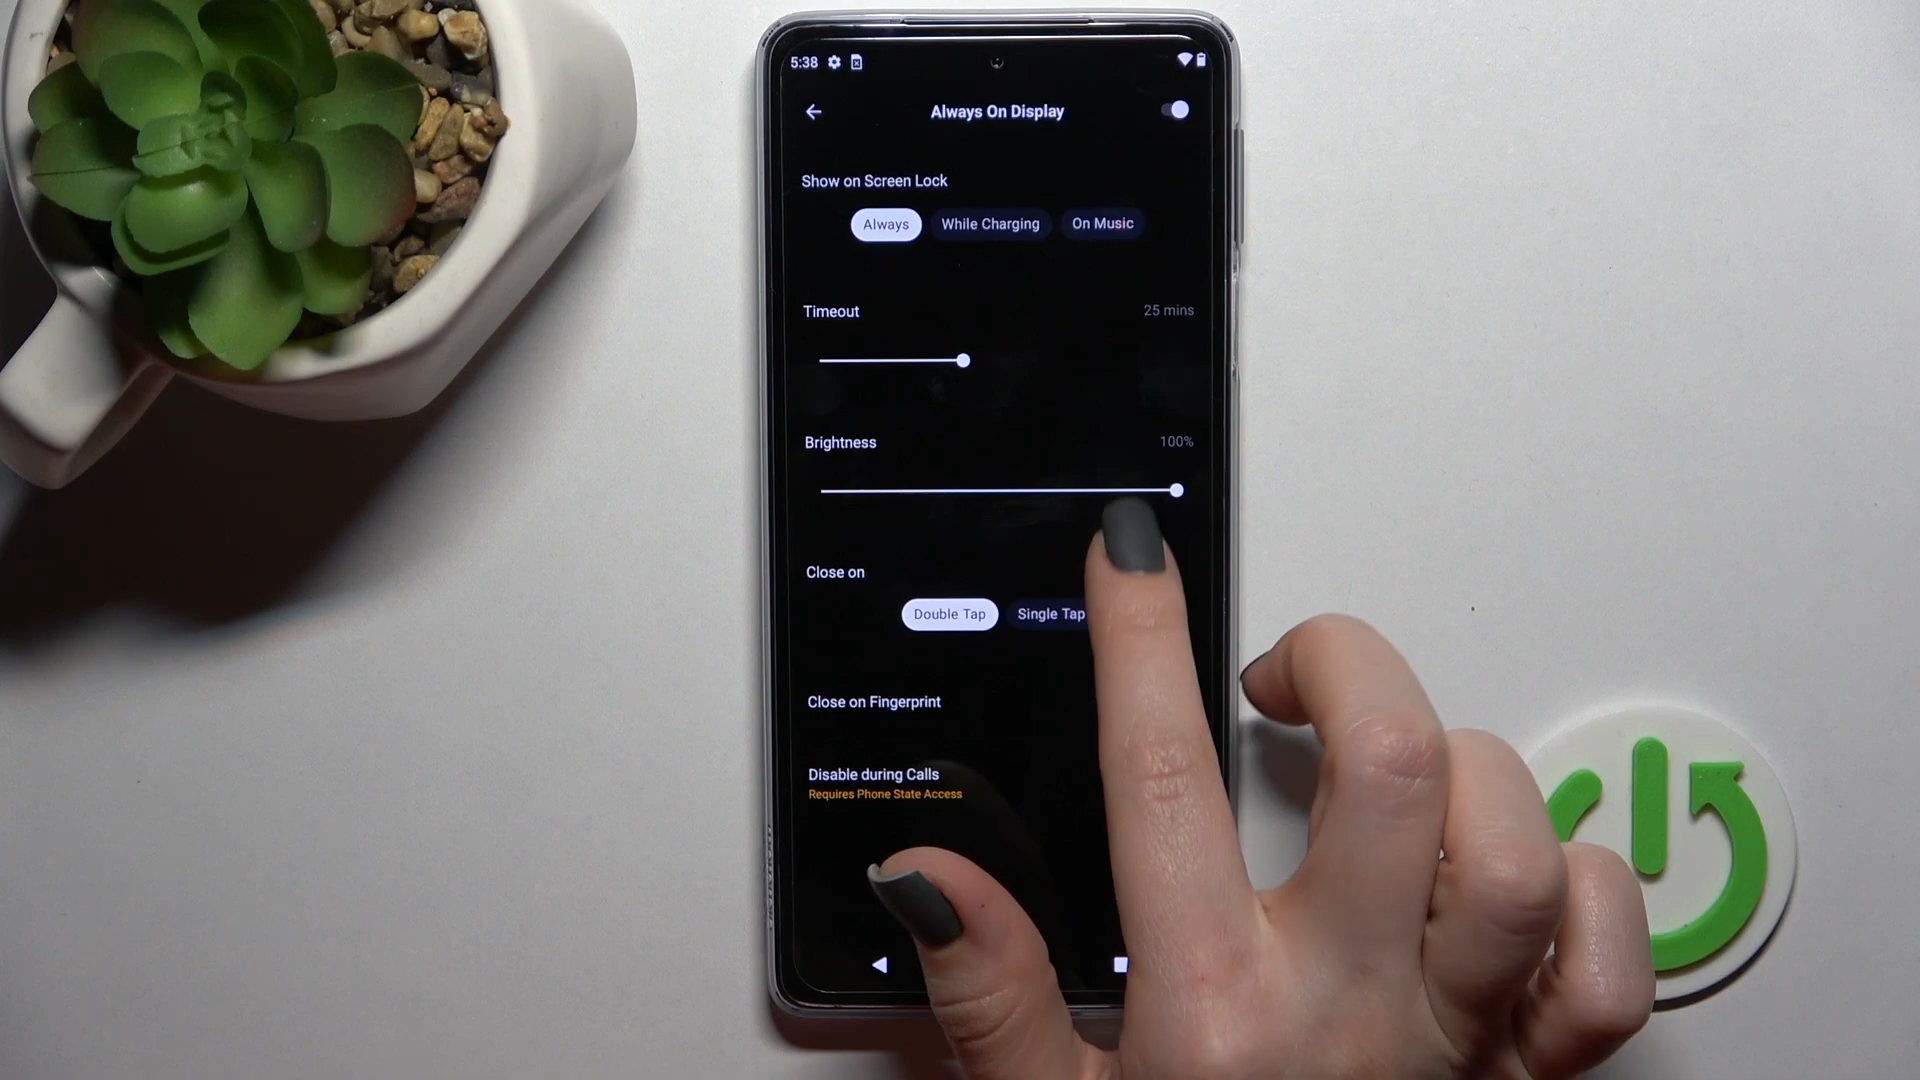 5:38
Always On Display
Show on Screen Lock
Always
While Charging
On Music
Timeout
25 mins
Brightness
100%
Close on
Double Tap
Single Tap
Close on Fingerprint
Disable during Calls
Requires Phone State Access